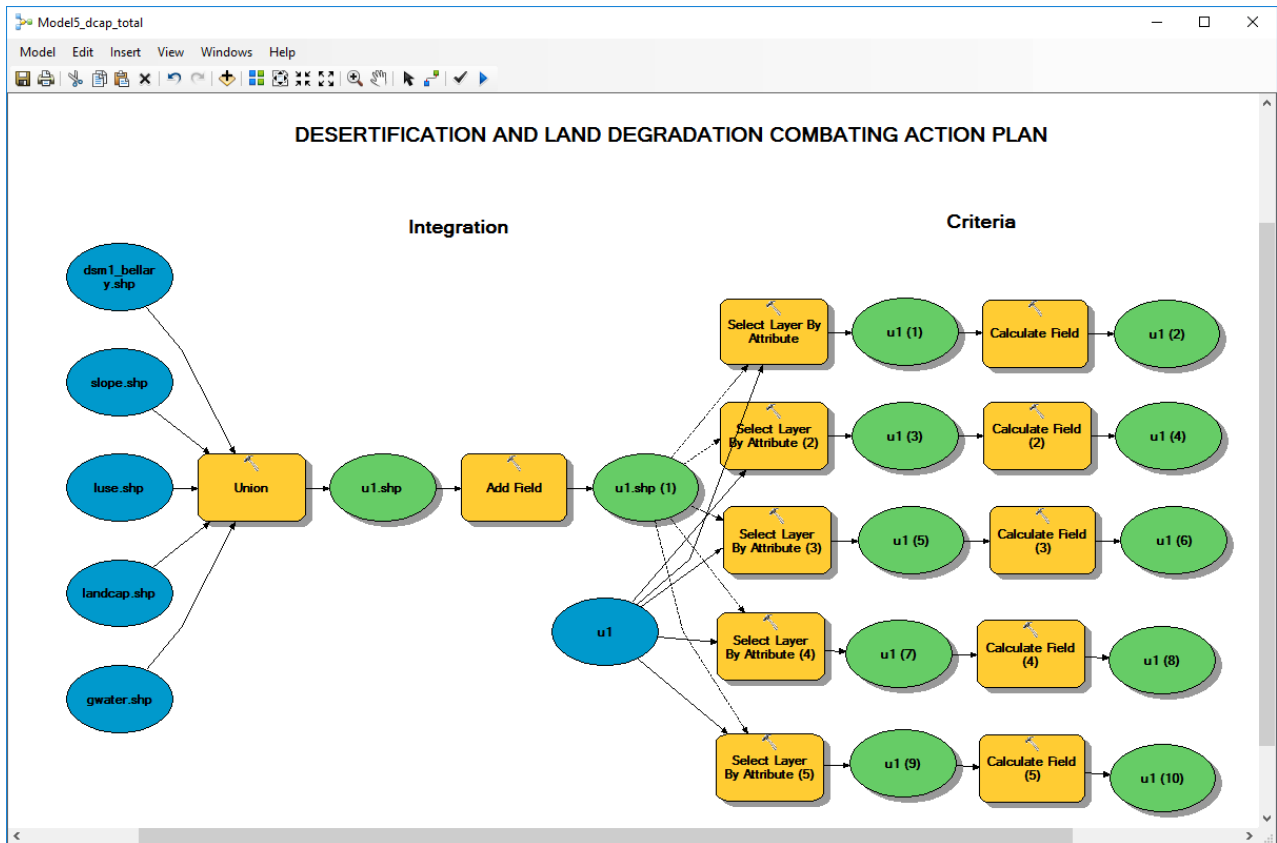 Model5_dcap_total
Model Edit Insert View Windows Help
DESERTIFICATION AND LAND DEGRADATION COMBATING ACTION PLAN
Integration
Criteria
dsm1_bellar
y.shp
slope.shp
luse.shp
landcap.shp
gwater.shp
Union
u1.shp
Add Field
u1.shp (1)
u1
Select Layer By
Attribute
u1 (1)
Calculate Field
u1 (2)
Select Layer
By Attribute (2)
u1 (3)
Calculate Field
(2)
u1 (4)
Select Layer
By Attribute (3)
u1 (5)
Calculate Field
(3)
u1 (6)
Select Layer
By Attribute (4)
u1 (7)
Calculate Field
(4)
u1 (8)
Select Layer
By Attribute (5)
u1 (9)
Calculate Field
(5)
u1 (10)